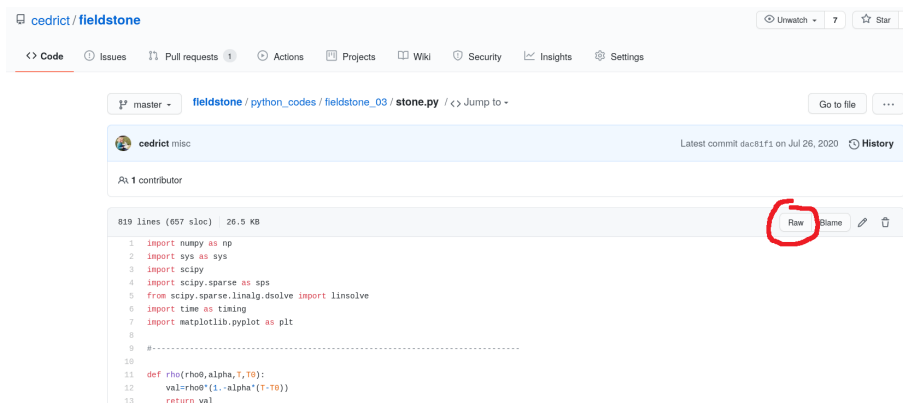 cedrict / fieldstone
Unwatch 7 Star
Code Issues Pull requests 1 Actions Projects Wiki Security Insights Settings
master fieldstone / python_codes / fieldstone_03 / stone.py / <> Jump to Go to file ...
cedrict misc Latest commit dac81f1 on Jul 26, 2020 History
1 contributor
819 lines (657 sloc) 26.5 KB Raw Blame
1 import numpy as np
2 import sys as sys
3 import scipy
4 import scipy.sparse as sps
5 from scipy.sparse.linalg.dsolve import linsolve
6 import time as timing
7 import matplotlib.pyplot as plt
8
9 #------------------------------------------------------------------------------
10
11 def rho(rho0,alpha,T,T0):
12 val=rho0*(1.-alpha*(T-T0))
13 return val